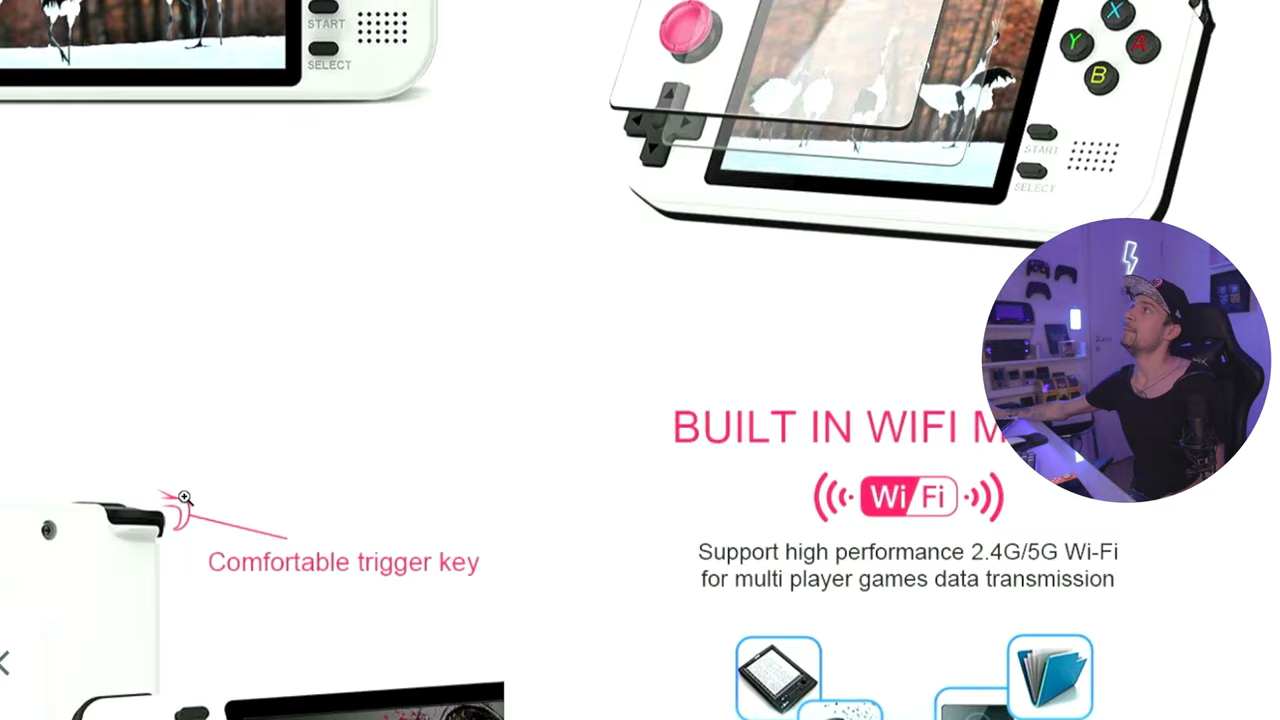 START
SELECT
X
Y
A
B
START
SELECT
BUILT IN WIFI M
Wi Fi
Comfortable trigger key
Support high performance 2.4G/5G Wi-Fi
for multi player games data transmission